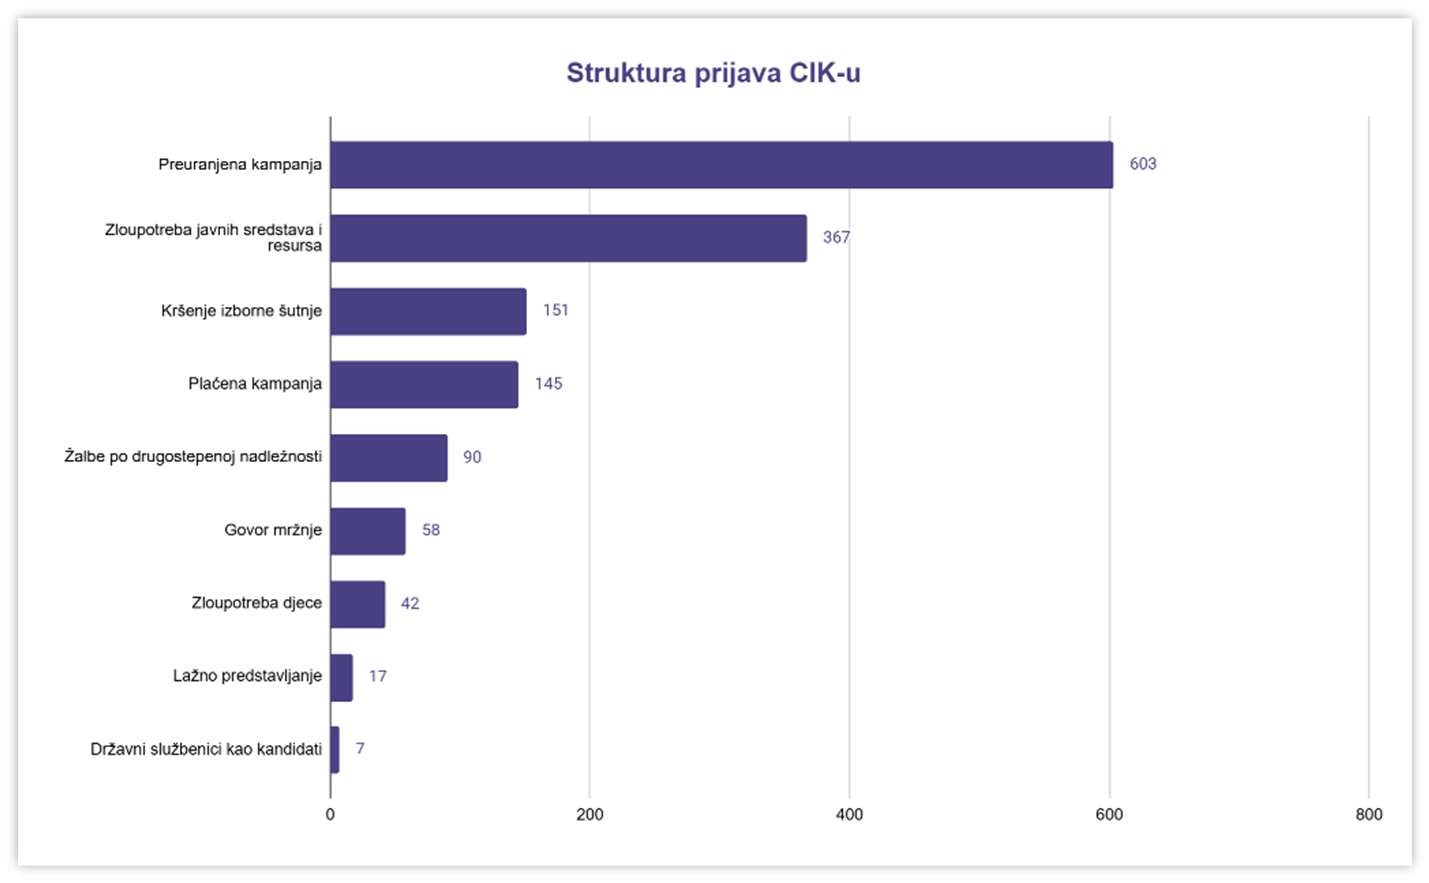 Struktura prijava CIK-u
Preuranjena kampanja
603
Zloupotreba javnih sredstava i
resursa
367
Kršenje izborne šutnje
151
Plaćena kampanja
145
Žalbe po drugostepenoj nadležnosti
90
Govor mržnje
58
Zloupotreba djece
42
Lažno predstavljanje
17
Državni službenici kao kandidati
7
0 200 400 600 800